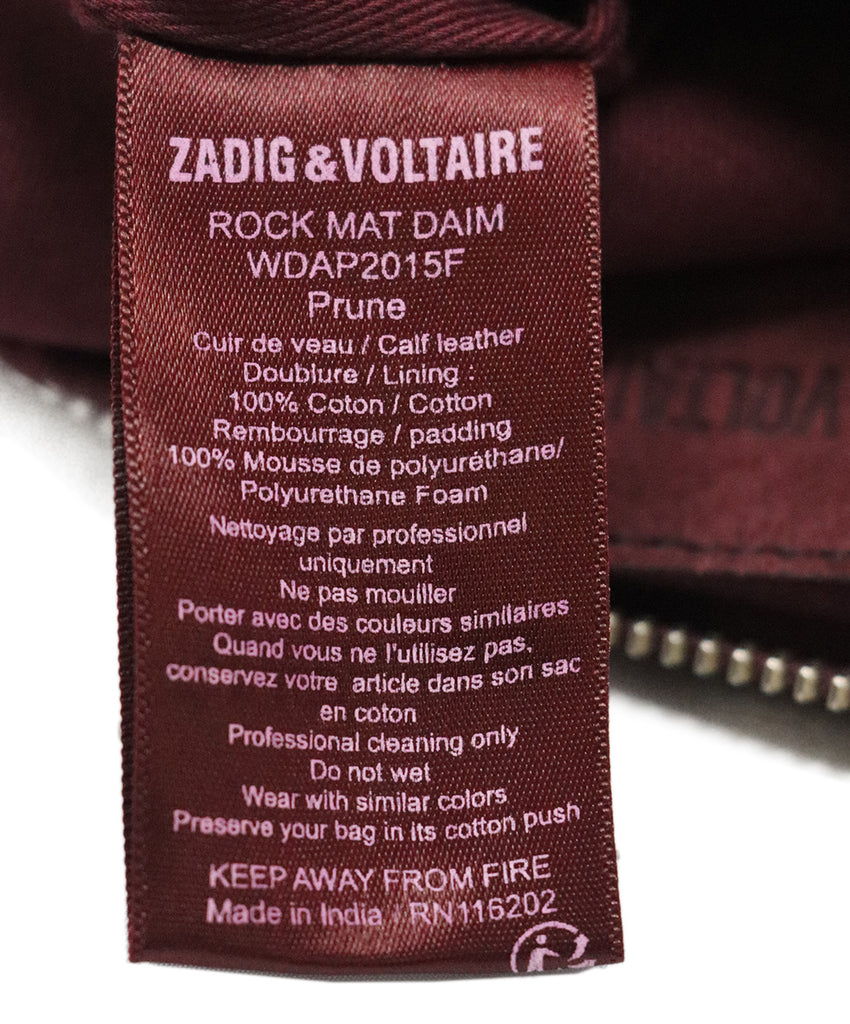 ZADIG & VOLTAIRE
ROCK MAT DAIM
WDAP2015F
Prune
Cuir de veau / Calf leather
Doublure / Lining :
100% Coton / Cotton
Rembourrage / padding
100% Mousse de polyuréthane/
Polyurethane Foam
Nettoyage par professionnel
uniquement
Ne pas mouiller
Porter avec des couleurs similaires
Quand vous ne l'utilisez pas,
conservez votre article dans son sac
en coton
Professional cleaning only
Do not wet
Wear with similar colors
Preserve your bag in its cotton push
KEEP AWAY FROM FIRE
Made in India / RN116202